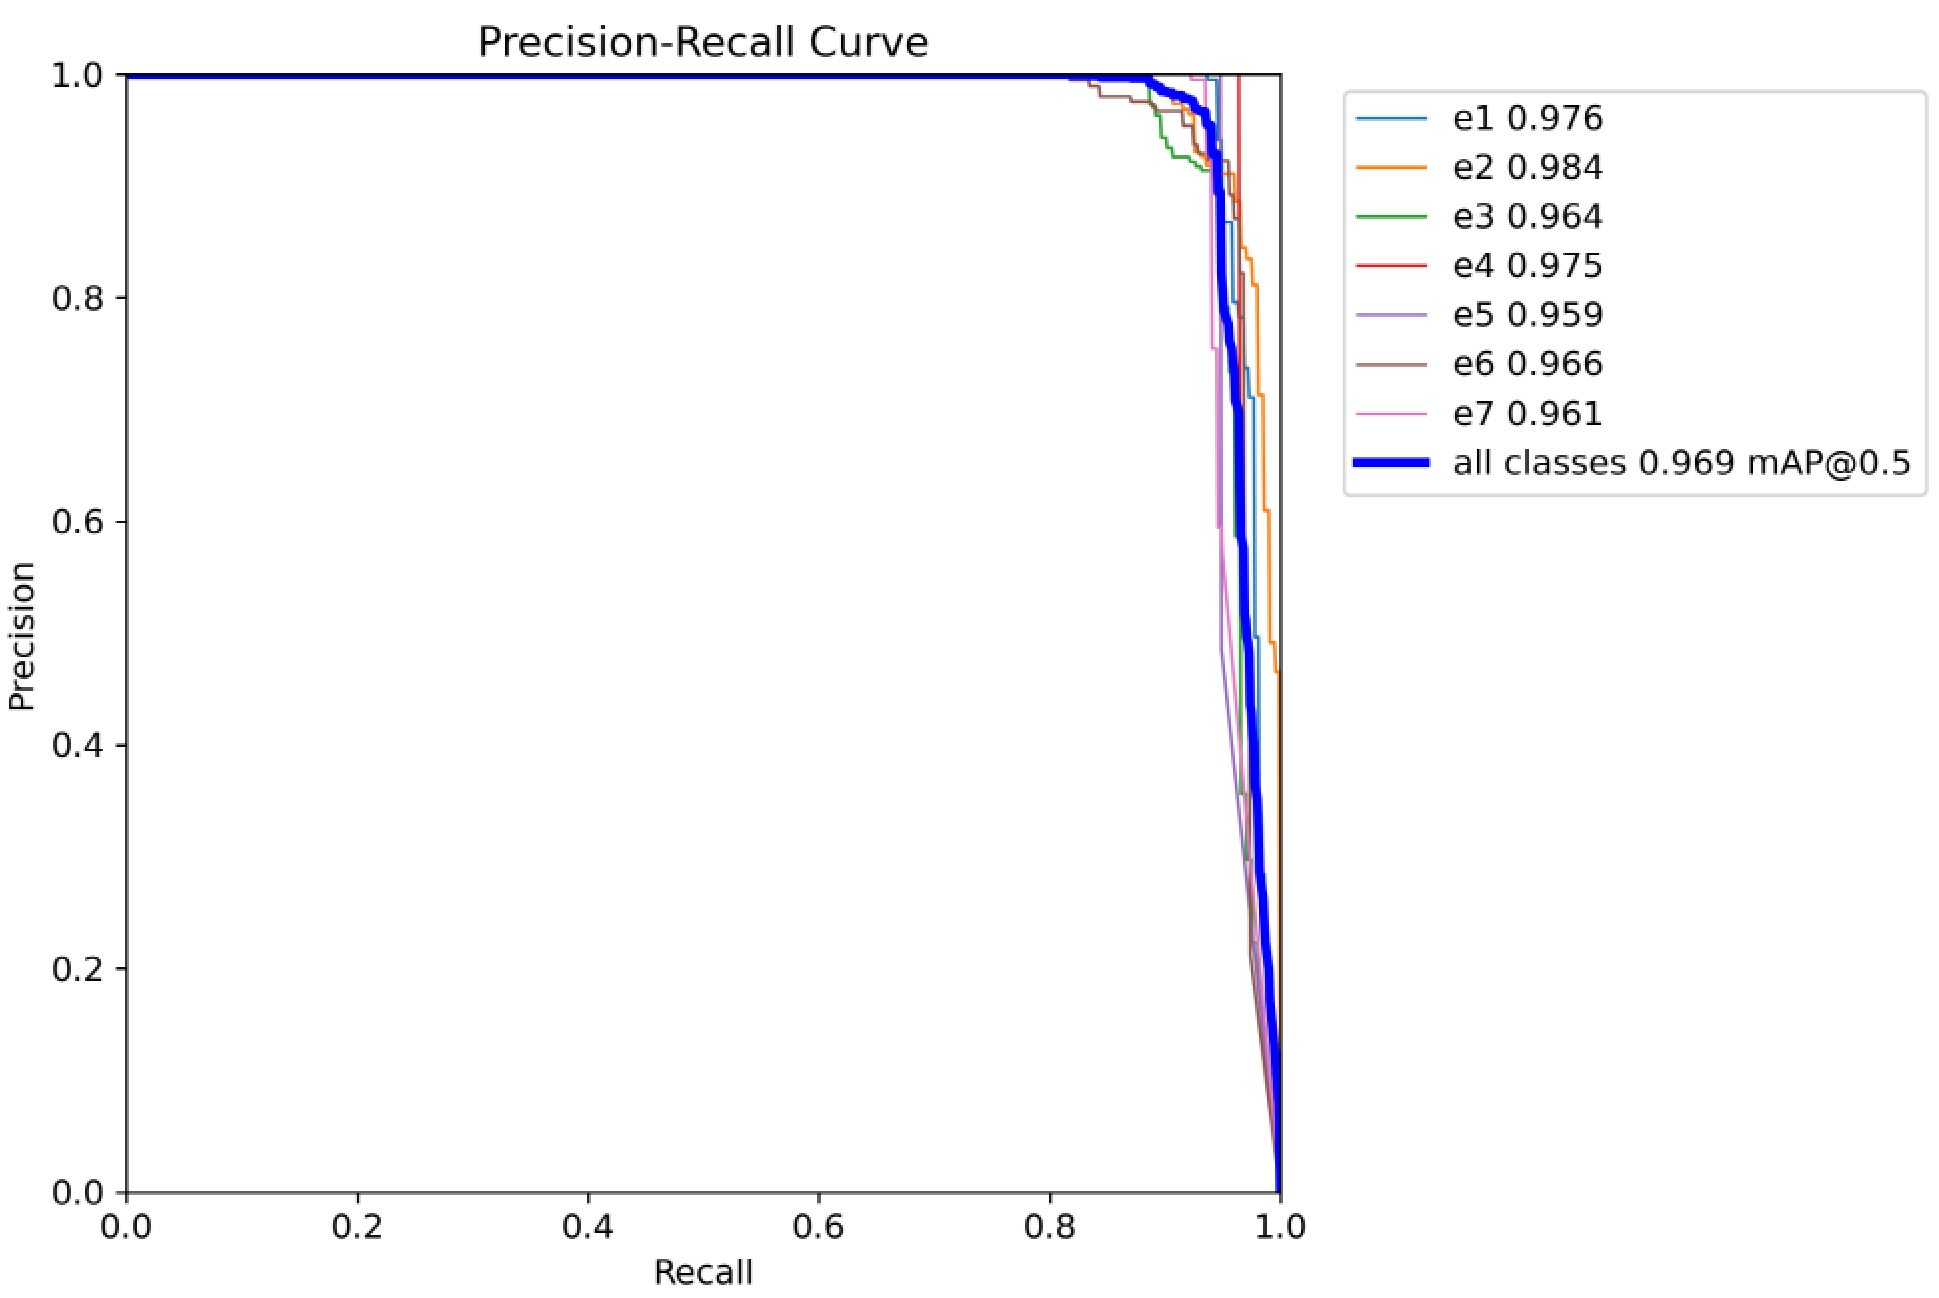 Precision-Recall Curve
1.0
0.8
0.6
0.4
0.2
0.0
Precision
0.0 0.2 0.4 0.6 0.8 1.0
Recall
e1 0.976
e2 0.984
e3 0.964
e4 0.975
e5 0.959
e6 0.966
e7 0.961
all classes 0.969 mAP@0.5